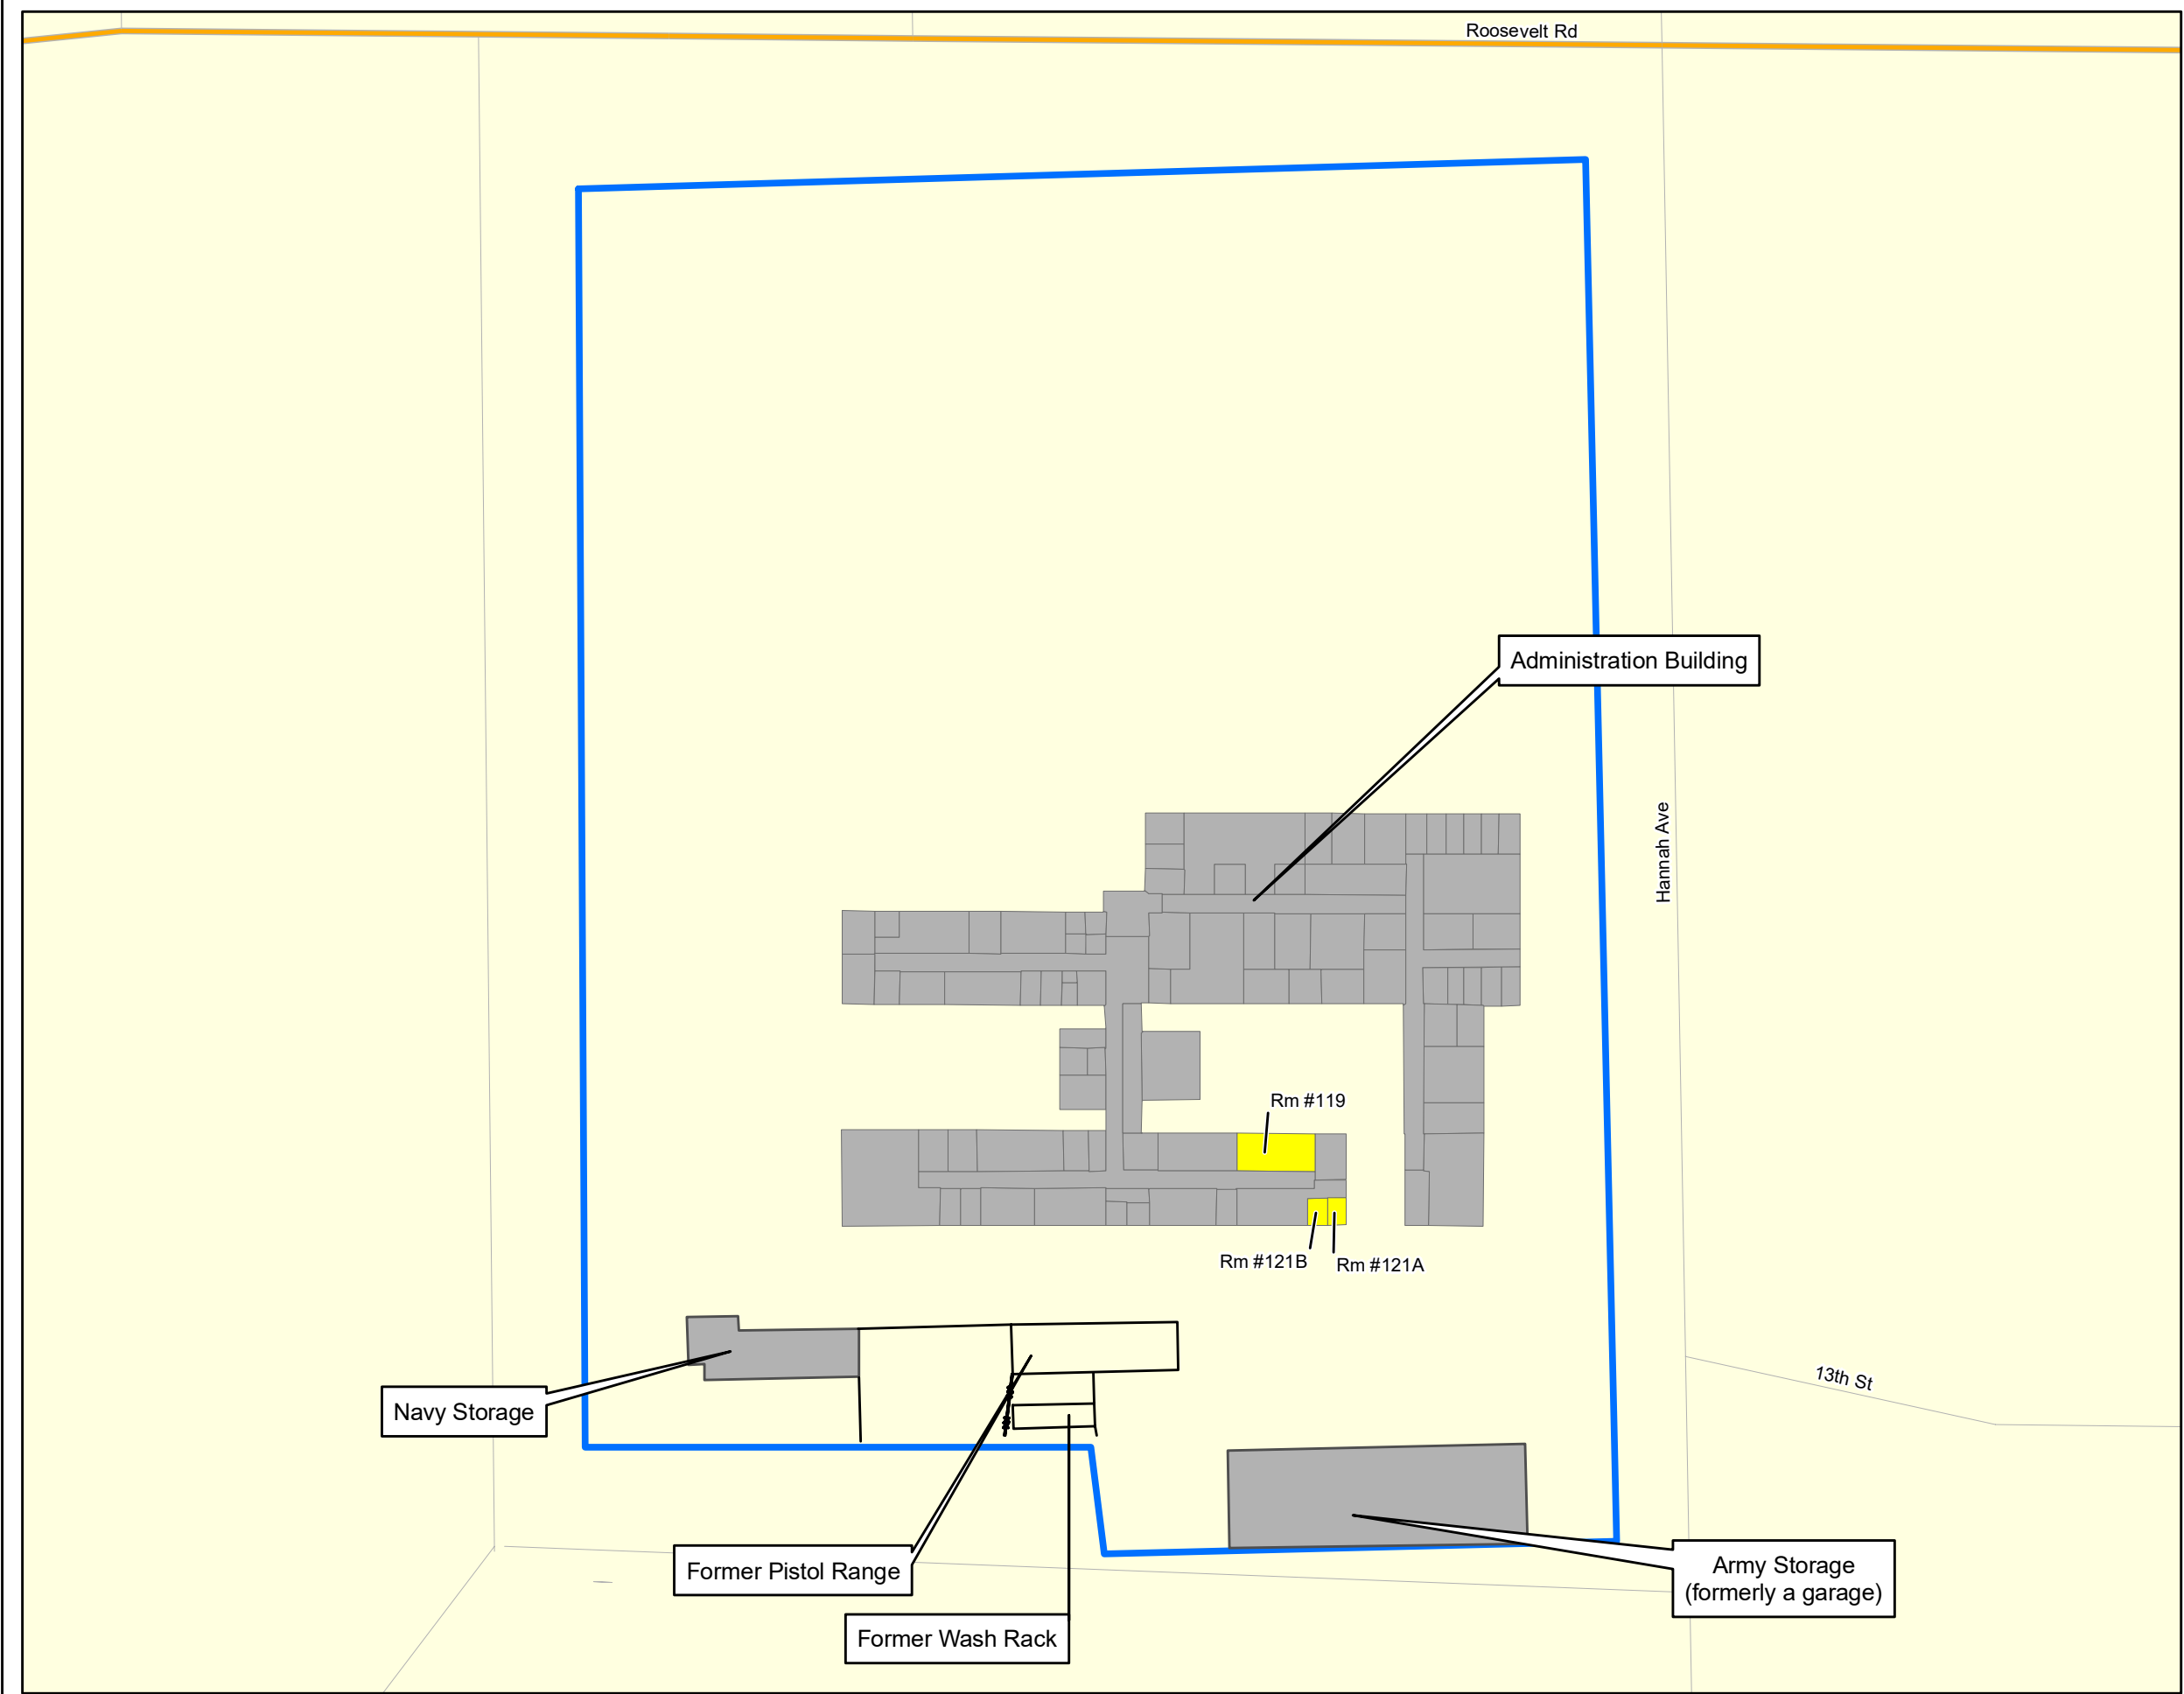 Roosevelt Rd
Administration Building
Hannah Ave
Rm #119
Rm #121B
Rm #121A
13th St
Navy Storage
Former Pistol Range
Army Storage
(formerly a garage)
Former Wash Rack